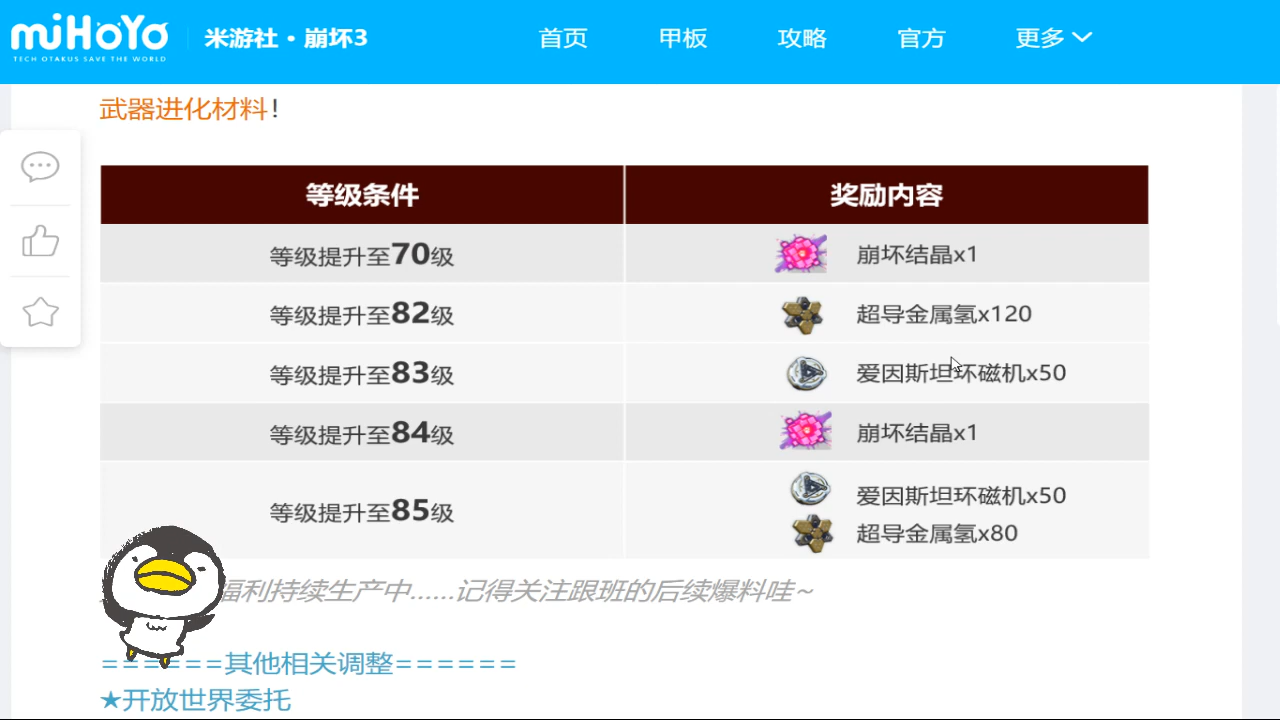 miHoYo
TECH OTAKUS SAVE THE WORLD
米游社·崩坏3
首页
甲板
攻略
官方
更多
武器进化材料！
等级条件
奖励内容
等级提升至70级
崩坏结晶x1
等级提升至82级
超导金属氢x120
等级提升至83级
爱因斯坦环磁机x50
等级提升至84级
崩坏结晶x1
等级提升至85级
爱因斯坦环磁机x50
超导金属氢x80
福利持续生产中......记得关注跟班的后续爆料哇~
======其他相关调整======
★开放世界委托